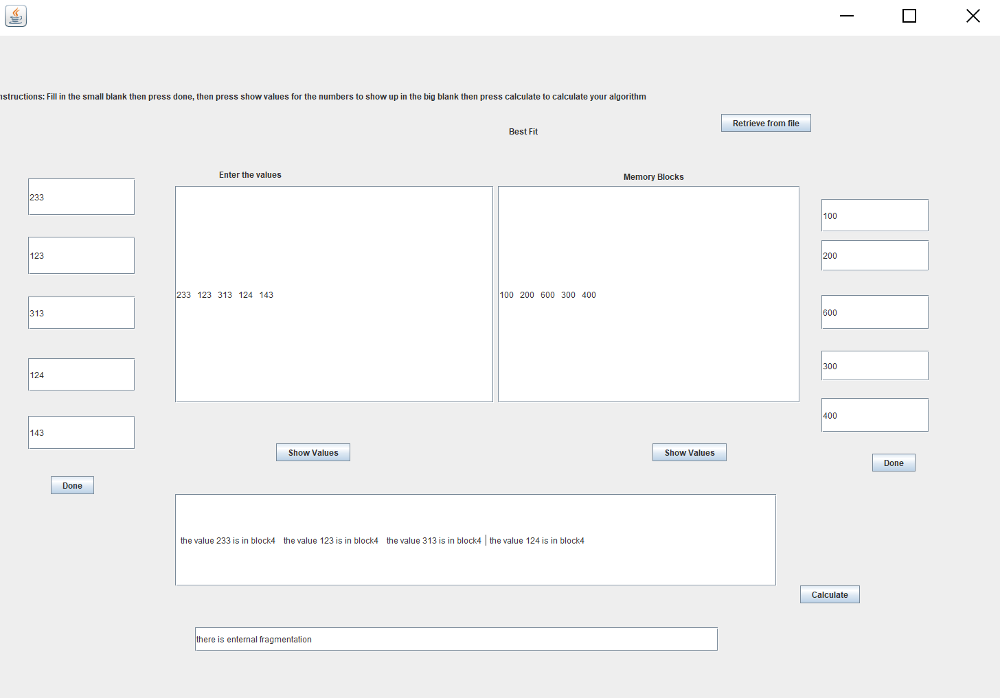 nstructions: Fill in the small blank then press done, then press show values for the numbers to show up in the big blank then press calculate to calculate your algorithm
Retrieve from file
Best Fit
Enter the values
Memory Blocks
233
123
313
124
143
Done
233 123 313 124 143
100 200 600 300 400
100
200
600
300
400
Done
Show Values
Show Values
the value 233 is in block4 the value 123 is in block4 the value 313 is in block4 the value 124 is in block4
Calculate
there is enternal fragmentation